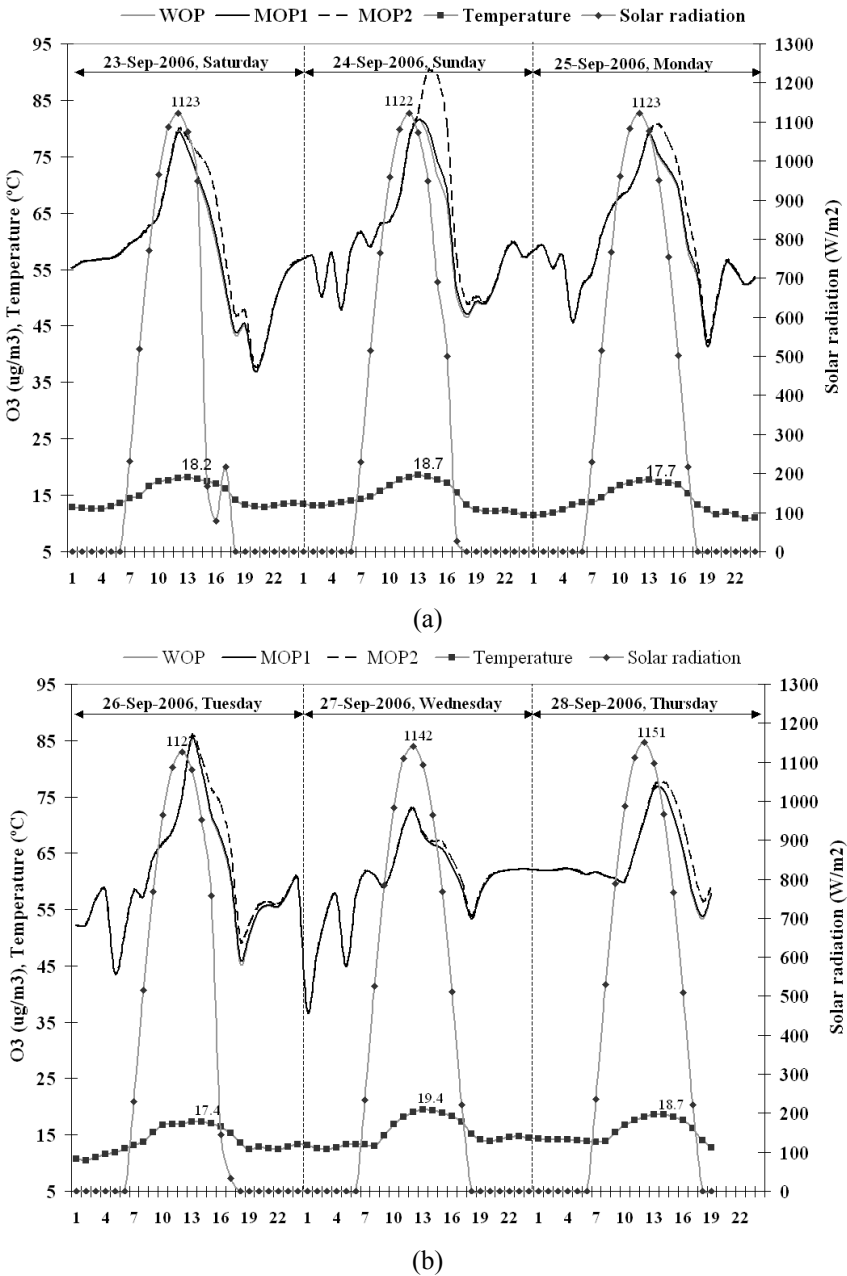 WOP MOP1 MOP2 Temperature Solar radiation
95 1300
23-Sep-2006, Saturday 24-Sep-2006, Sunday 25-Sep-2006, Monday
1200
1123 1122 1123
85 1100
75 1000
900
65 800
55 700
600
45 500
35 400
300
25 200
18.2 18.7 17.7
15 100
5 0
1 4 7 10 13 16 19 22 1 4 7 10 13 16 19 22 1 4 7 10 13 16 19 22
O3 (ug/m3), Temperature (°C)
Solar radiation (W/m2)
(a)
WOP MOP1 MOP2 Temperature Solar radiation
95 1300
26-Sep-2006, Tuesday 27-Sep-2006, Wednesday 28-Sep-2006, Thursday
1200
1142 1151
85 1100
75 1000
900
65 800
55 700
600
45 500
35 400
300
25 200
17.4 19.4 18.7
15 100
5 0
1 4 7 10 13 16 19 22 1 4 7 10 13 16 19 22 1 4 7 10 13 16 19 22
O3 (ug/m3), Temperature (°C)
Solar radiation (W/m2)
(b)